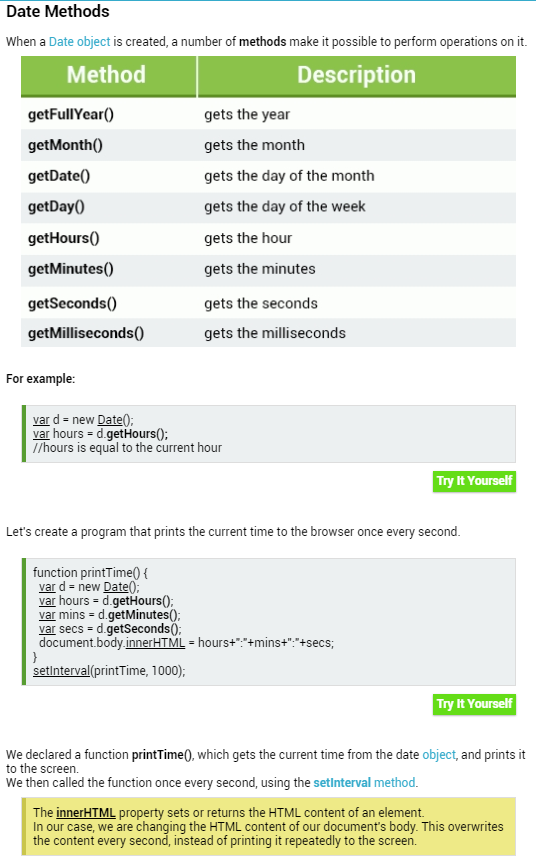 Date Methods
When a Date object is created, a number of methods make it possible to perform operations on it.
Method Description
getFullYear() gets the year
getMonth() gets the month
getDate() gets the day of the month
getDay() gets the day of the week
getHours() gets the hour
getMinutes() gets the minutes
getSeconds() gets the seconds
getMilliseconds() gets the milliseconds
For example:
var d = new Date();
var hours = d.getHours();
//hours is equal to the current hour
Try It Yourself
Let's create a program that prints the current time to the browser once every second.
function printTime() {
var d = new Date();
var hours = d.getHours();
var mins = d.getMinutes();
var secs = d.getSeconds();
document.body.innerHTML = hours+":"+mins+":"+secs;
}
setInterval(printTime, 1000);
Try It Yourself
We declared a function printTime(), which gets the current time from the date object, and prints it
to the screen.
We then called the function once every second, using the setInterval method.
The innerHTML property sets or returns the HTML content of an element.
In our case, we are changing the HTML content of our document's body. This overwrites
the content every second, instead of printing it repeatedly to the screen.